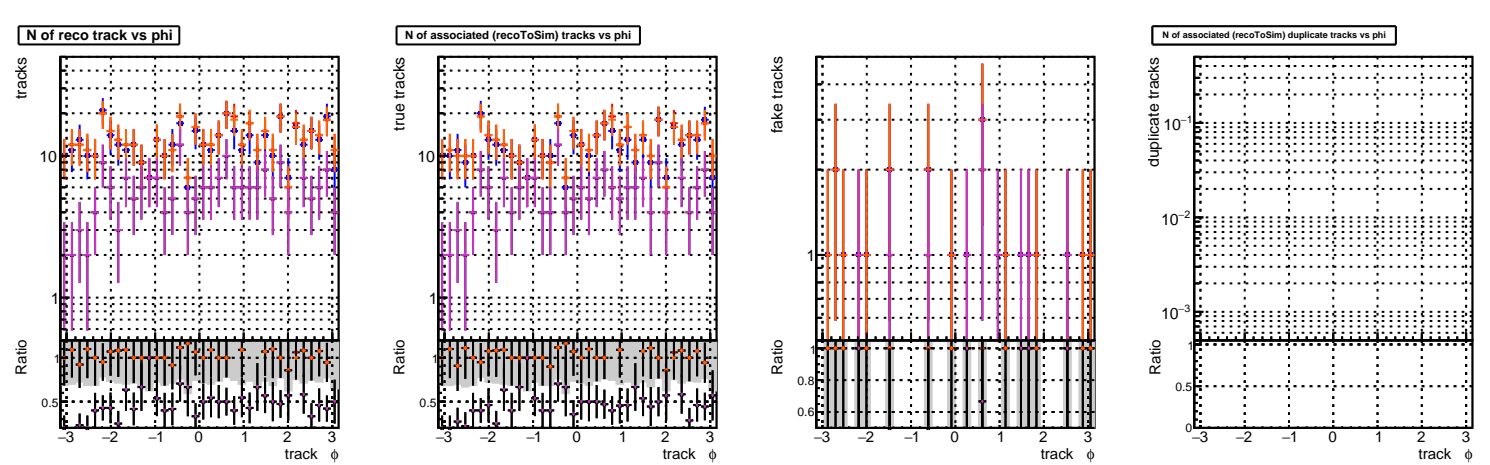 N of reco track vs phi
tracks
10
1
Ratio
1
0.5
−3 −2 −1 0 1 2 3
track ϕ
N of associated (recoToSim) tracks vs phi
true tracks
10
1
Ratio
1
0.5
−3 −2 −1 0 1 2 3
track ϕ
fake tracks
1
Ratio
1
0.8
0.6
−3 −2 −1 0 1 2 3
track ϕ
N of associated (recoToSim) duplicate tracks vs phi
duplicate tracks
10−1
10−2
10−3
Ratio
1
0.5
0
−3 −2 −1 0 1 2 3
track ϕ